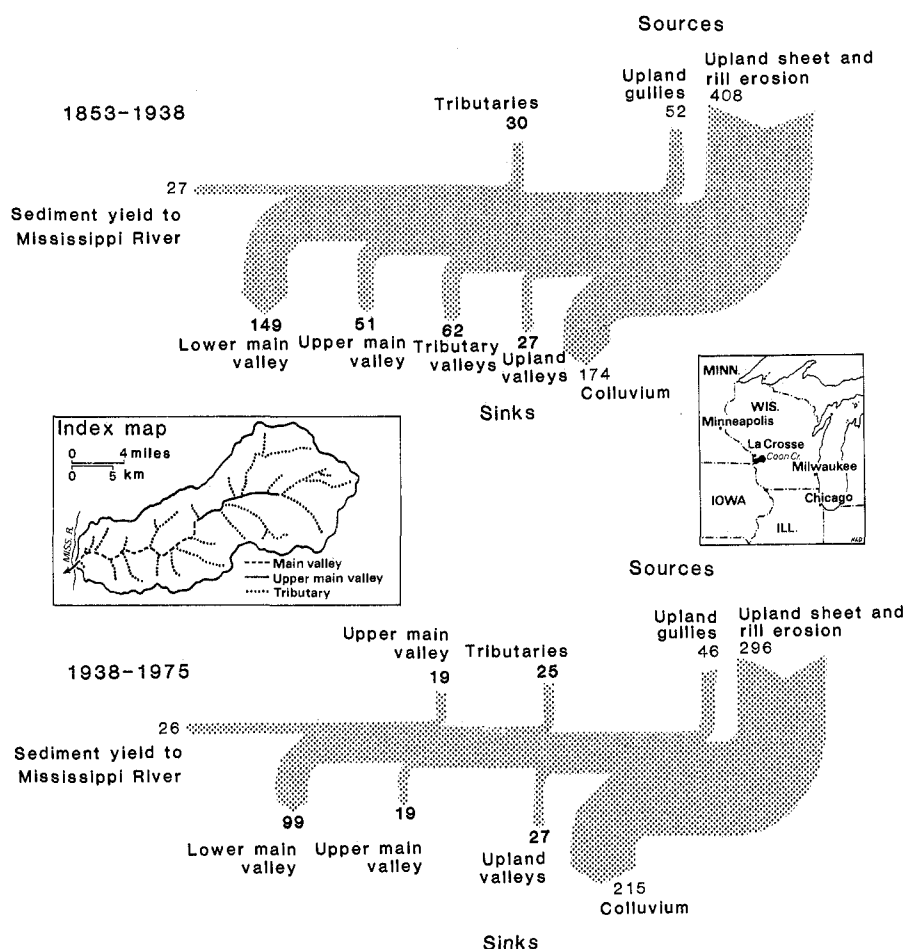 Sources
Upland sheet and
rill erosion
408
Upland
gullies
52
Tributaries
30
1853-1938
27
Sediment yield to
Mississippi River
149
Lower main
valley
51
Upper main
valley
62
Tributary
valleys
27
Upland
valleys
174
Colluvium
Sinks
Index map
0 4 miles
0 5 km
MISS. R.
Main valley
Upper main valley
Tributary
MINN.
WIS.
Minneapolis
La Crosse
Coon Cr.
Milwaukee
IOWA
Chicago
ILL.
Sources
Upland sheet and
rill erosion
296
Upland
gullies
46
Upper main
valley
19
Tributaries
25
1938-1975
26
Sediment yield to
Mississippi River
99
Lower main
valley
19
Upper main
valley
27
Upland
valleys
215
Colluvium
Sinks